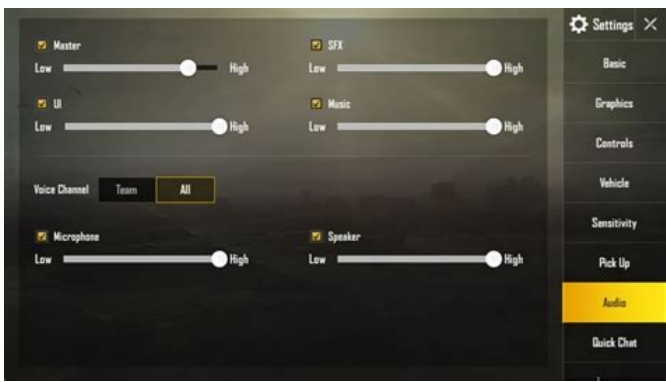 Settings
Master
Low High
SFX
Low High
UI
Low High
Music
Low High
Voice Channel Team All
Microphone
Low High
Speaker
Low High
Basic
Graphics
Controls
Vehicle
Sensitivity
Pick Up
Audio
Quick Chat